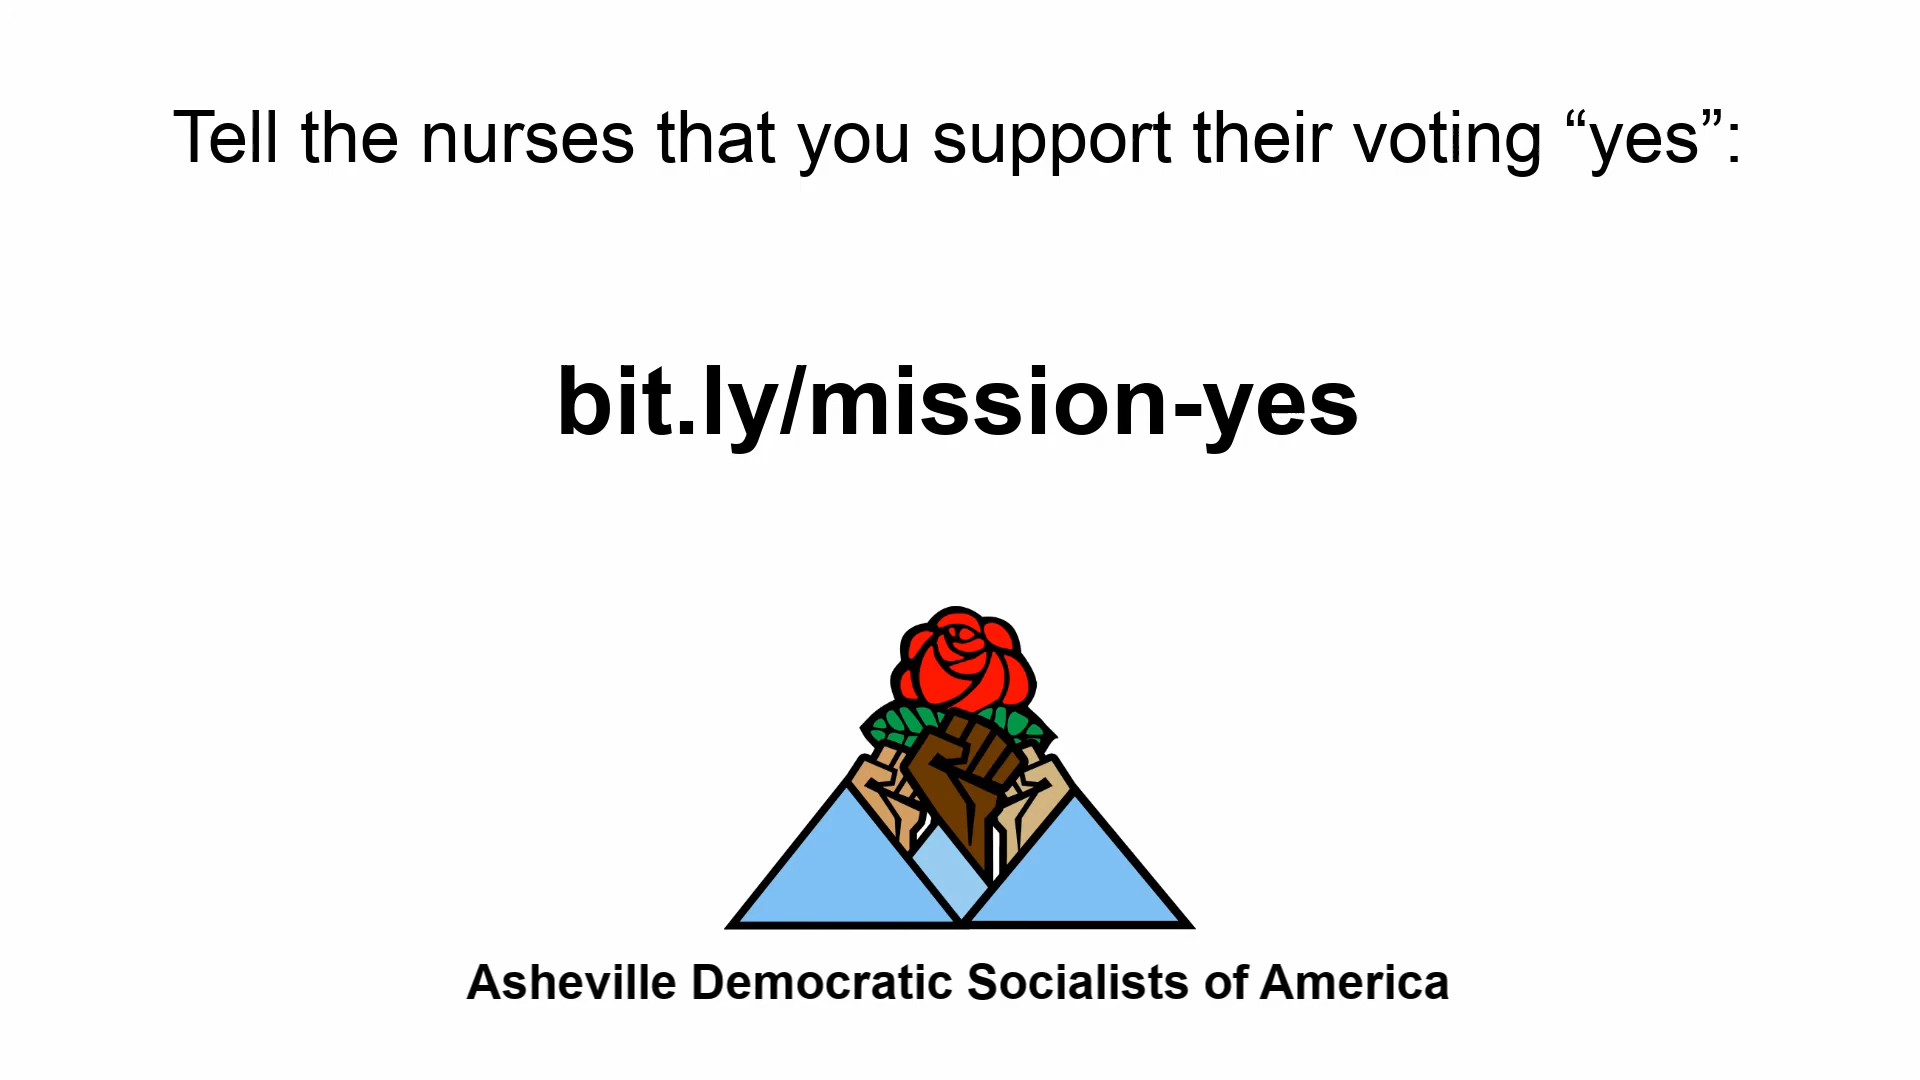 Tell the nurses that you support their voting “yes”:
bit.ly/mission-yes
Asheville Democratic Socialists of America